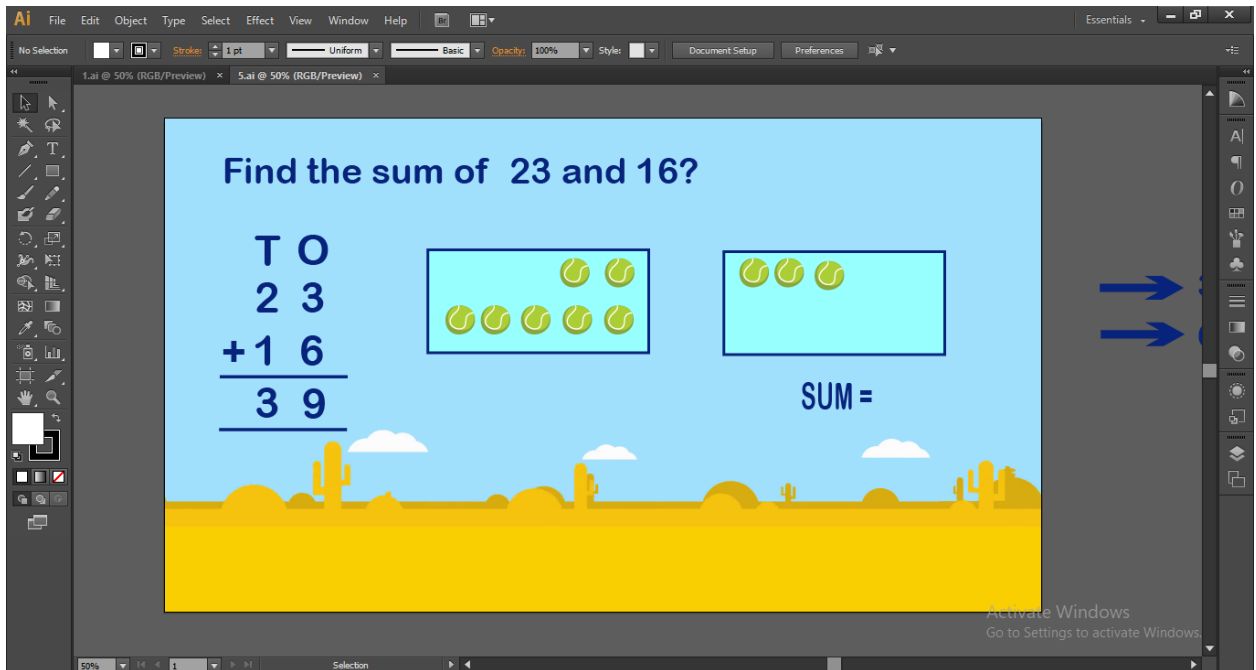 Ai File Edit Object Type Select Effect View Window Help Br Essentials
No Selection Stroke: 1 pt Uniform Basic Opacity: 100% Style: Document Setup Preferences
1.ai @ 50% (RGB/Preview) × 5.ai @ 50% (RGB/Preview) ×
Find the sum of 23 and 16?
T O
2 3
+1 6
3 9
SUM =
Activate Windows
Go to Settings to activate Windows.
50% 1 Selection